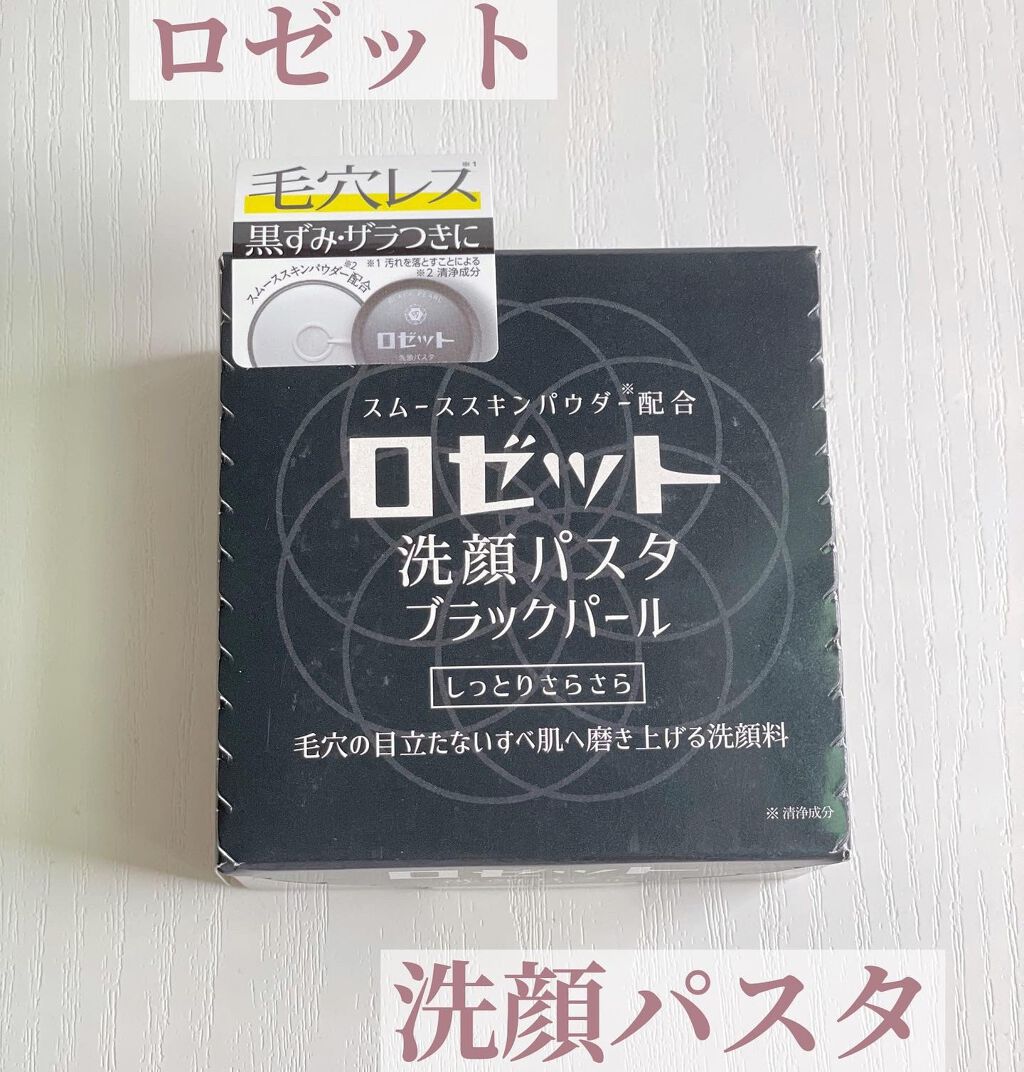 ロゼット
毛穴レズ※1
黒ずみ・ザラつきに
※1 汚れを落とすことによる
※2 清浄成分
スムーススキンパウダー※2配合
BLACK PEARL
ロゼット
洗顔パスタ
スムーススキンパウダー※配合
ロゼット
洗顔パスタ
ブラックパール
しっとりさらさら
毛穴の目立たないすべ肌へ磨き上げる洗顔料
※ 清浄成分
洗顔パスタ